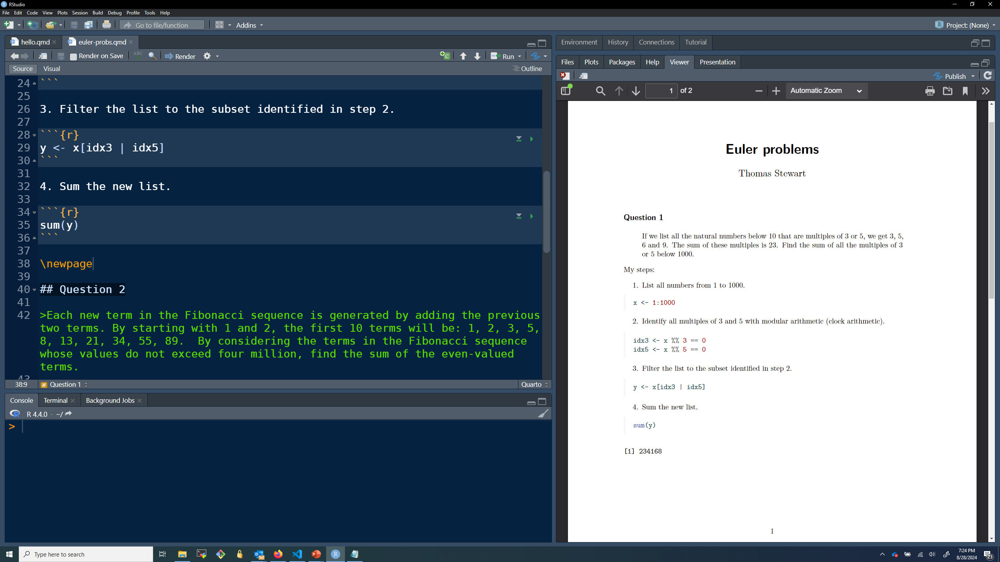 RStudio
File Edit Code View Plots Session Build Debug Profile Tools Help
Go to file/function Addins Project: (None)
hello.qmd euler-probs.qmd
Render on Save ABC Render Run
Source Visual Outline
24 ```
25
26 3. Filter the list to the subset identified in step 2.
27
28 ```{r}
29 y <- x[idx3 | idx5]
30 ```
31
32 4. Sum the new list.
33
34 ```{r}
35 sum(y)
36 ```
37
38 \newpage
39
40 ## Question 2
41
42 >Each new term in the Fibonacci sequence is generated by adding the previous
two terms. By starting with 1 and 2, the first 10 terms will be: 1, 2, 3, 5,
8, 13, 21, 34, 55, 89.  By considering the terms in the Fibonacci sequence
whose values do not exceed four million, find the sum of the even-valued
terms.
43
38:9 # Question 1 Quarto
Console Terminal Background Jobs
R 4.4.0 · ~/
>
Environment History Connections Tutorial
Files Plots Packages Help Viewer Presentation
Publish
1 of 2 Automatic Zoom
Euler problems
Thomas Stewart
Question 1
If we list all the natural numbers below 10 that are multiples of 3 or 5, we get 3, 5,
6 and 9. The sum of these multiples is 23. Find the sum of all the multiples of 3
or 5 below 1000.
My steps:
1. List all numbers from 1 to 1000.
x <- 1:1000
2. Identify all multiples of 3 and 5 with modular arithmetic (clock arithmetic).
idx3 <- x %% 3 == 0
idx5 <- x %% 5 == 0
3. Filter the list to the subset identified in step 2.
y <- x[idx3 | idx5]
4. Sum the new list.
sum(y)
[1] 234168
1
Type here to search
7:24 PM
8/28/2024
23